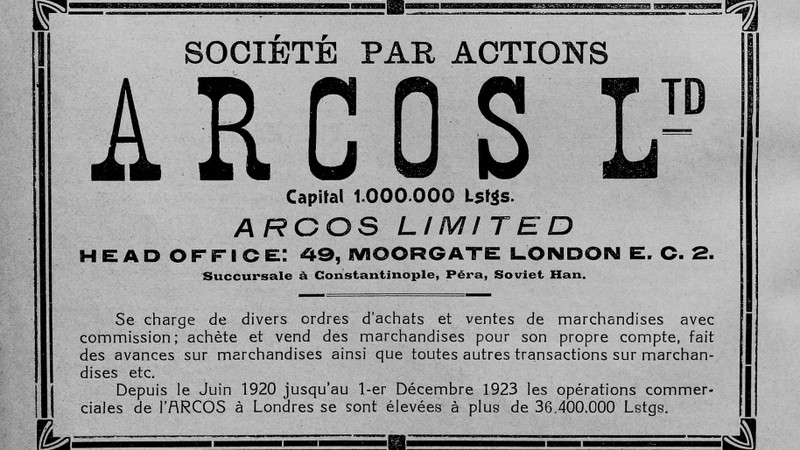 SOCIÉTÉ PAR ACTIONS
ARCOS LTD
Capital 1.000.000 Lstgs.
ARCOS LIMITED
HEAD OFFICE: 49, MOORGATE LONDON E. C. 2.
Succursale à Constantinople, Péra, Soviet Han.
Se charge de divers ordres d'achats et ventes de marchandises avec
commission; achète et vend des marchandises pour son propre compte, fait
des avances sur marchandises ainsi que toutes autres transactions sur marchan-
dises etc.
Depuis le Juin 1920 jusqu'au 1-er Décembre 1923 les opérations commer-
ciales de l'ARCOS à Londres se sont élevées à plus de 36.400.000 Lstgs.